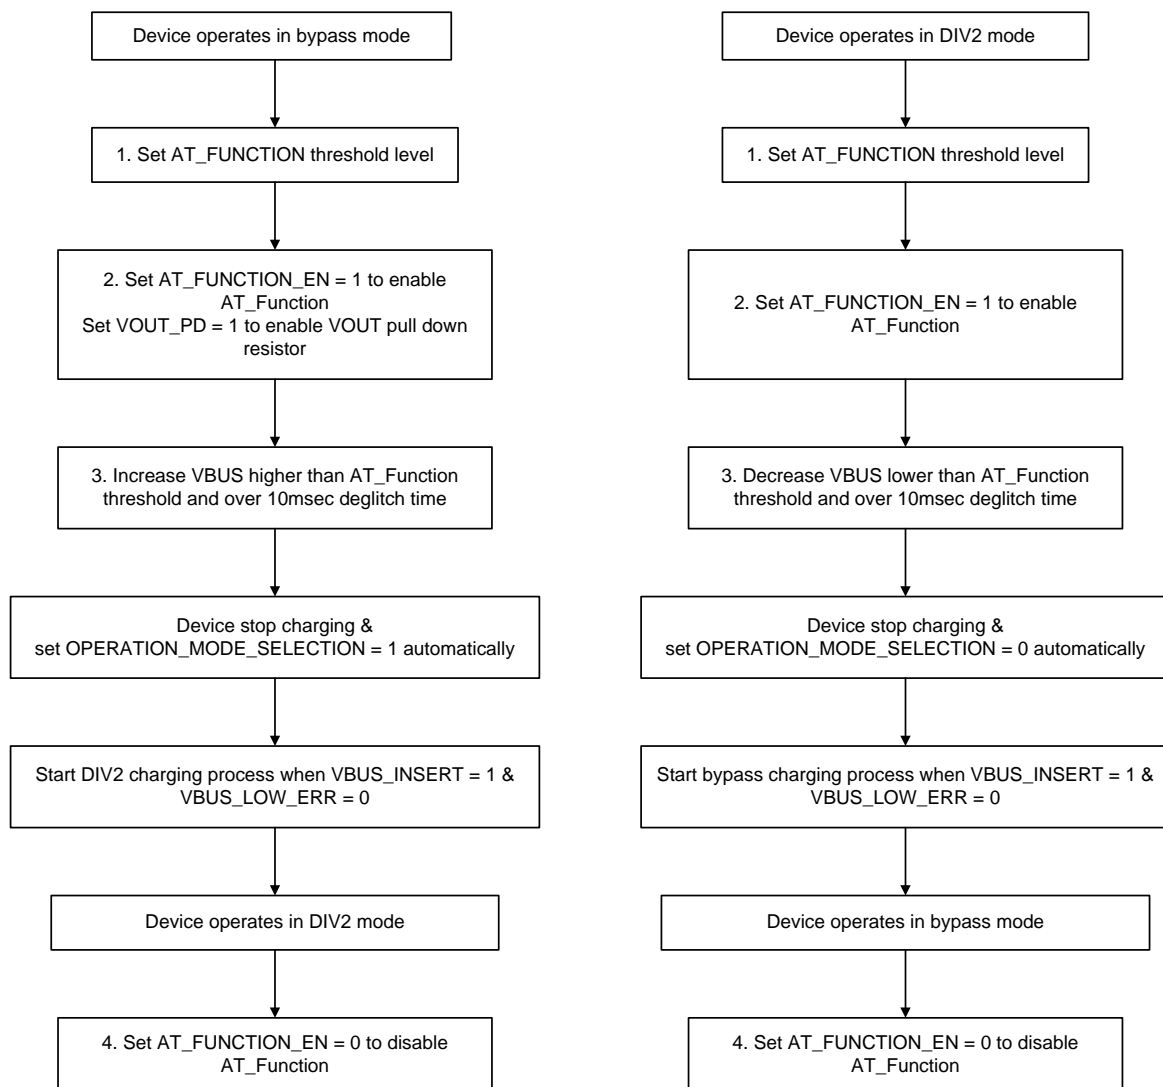 Device operates in bypass mode
1. Set AT_FUNCTION threshold level
2. Set AT_FUNCTION_EN = 1 to enable
AT_Function
Set VOUT_PD = 1 to enable VOUT pull down
resistor
3. Increase VBUS higher than AT_Function
threshold and over 10msec deglitch time
Device stop charging &
set OPERATION_MODE_SELECTION = 1 automatically
Start DIV2 charging process when VBUS_INSERT = 1 &
VBUS_LOW_ERR = 0
Device operates in DIV2 mode
4. Set AT_FUNCTION_EN = 0 to disable
AT_Function
Device operates in DIV2 mode
1. Set AT_FUNCTION threshold level
2. Set AT_FUNCTION_EN = 1 to enable
AT_Function
3. Decrease VBUS lower than AT_Function
threshold and over 10msec deglitch time
Device stop charging &
set OPERATION_MODE_SELECTION = 0 automatically
Start bypass charging process when VBUS_INSERT = 1 &
VBUS_LOW_ERR = 0
Device operates in bypass mode
4. Set AT_FUNCTION_EN = 0 to disable
AT_Function